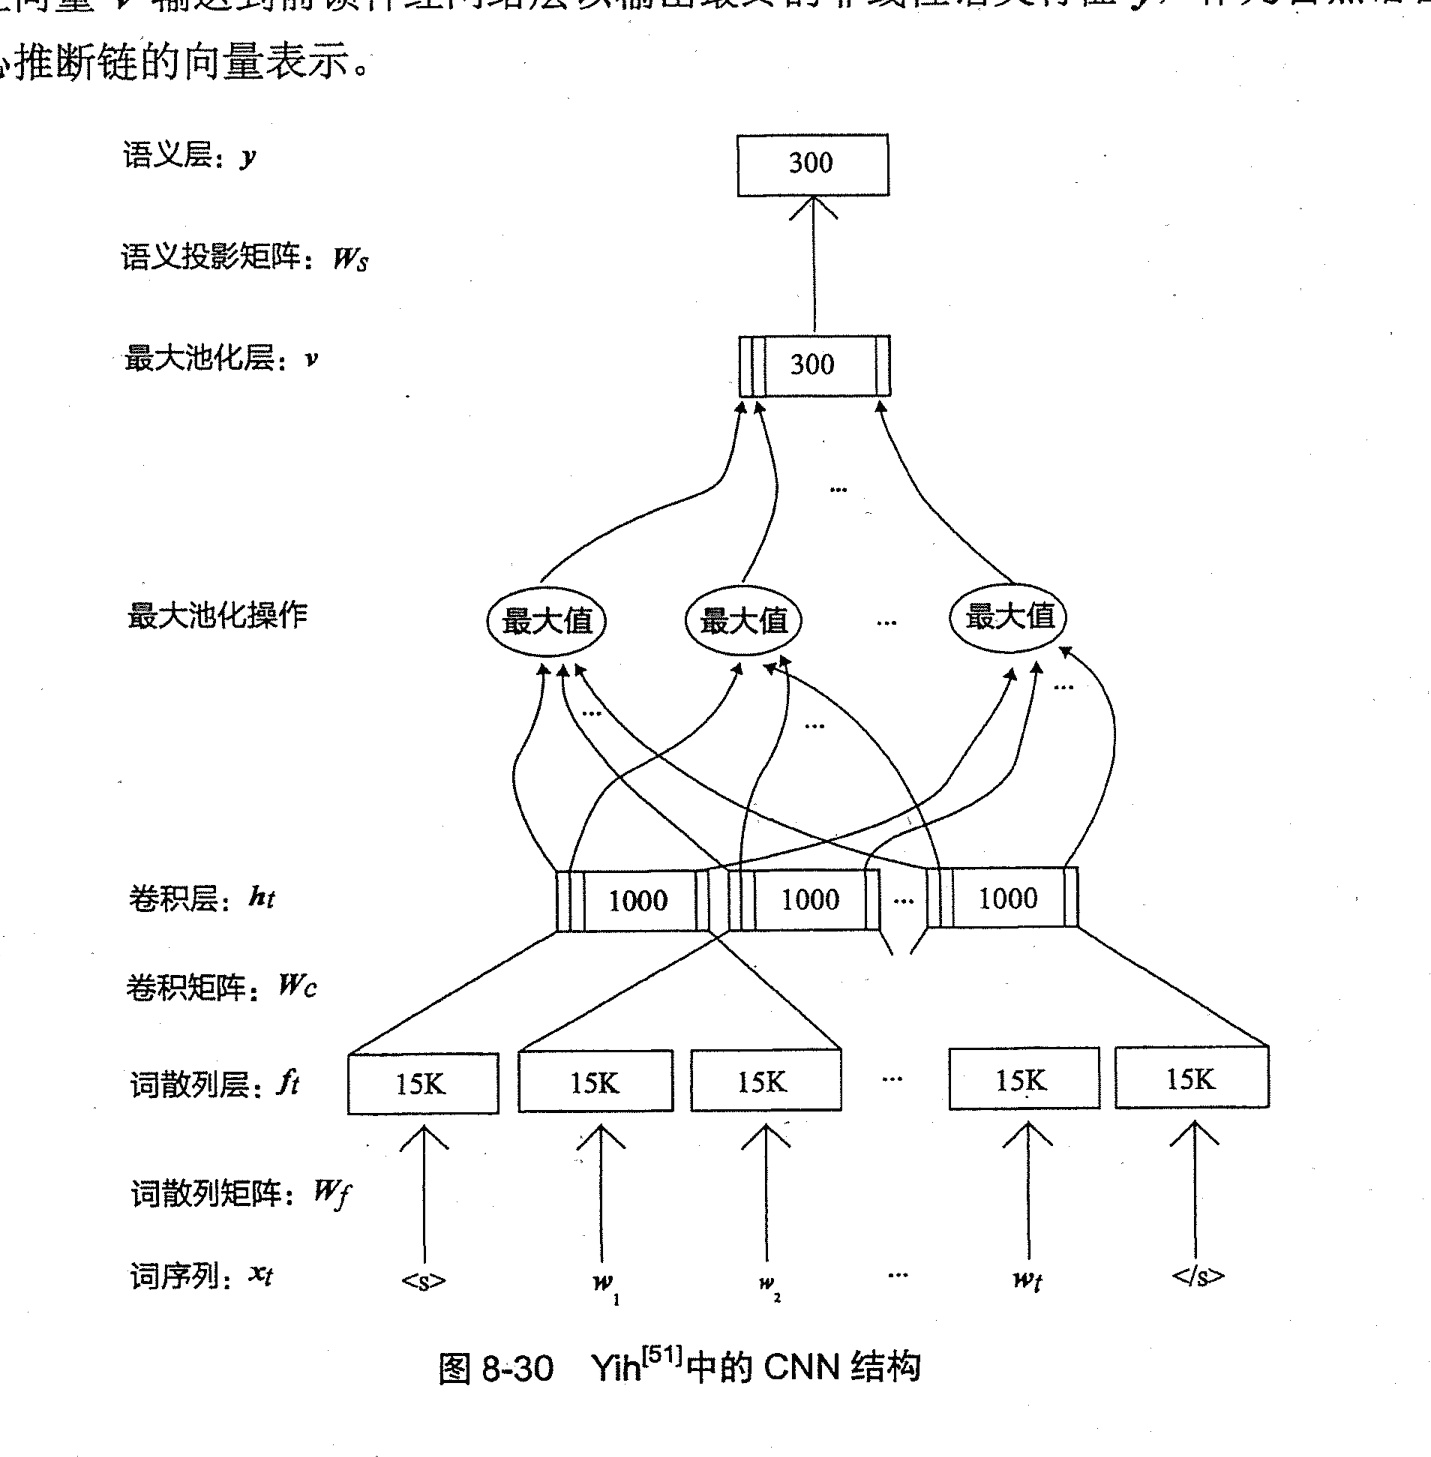 心推断链的向量表示。
语义层：y 300
语义投影矩阵：Ws
最大池化层：v 300
...
最大池化操作 最大值 最大值 ... 最大值
... ... ...
卷积层：ht 1000 1000 ... 1000
卷积矩阵：Wc
词散列层：ft 15K 15K 15K ... 15K 15K
词散列矩阵：Wf
词序列：xt <s> w1 w2 ... wt </s>
图 8-30 Yih[51]中的 CNN 结构